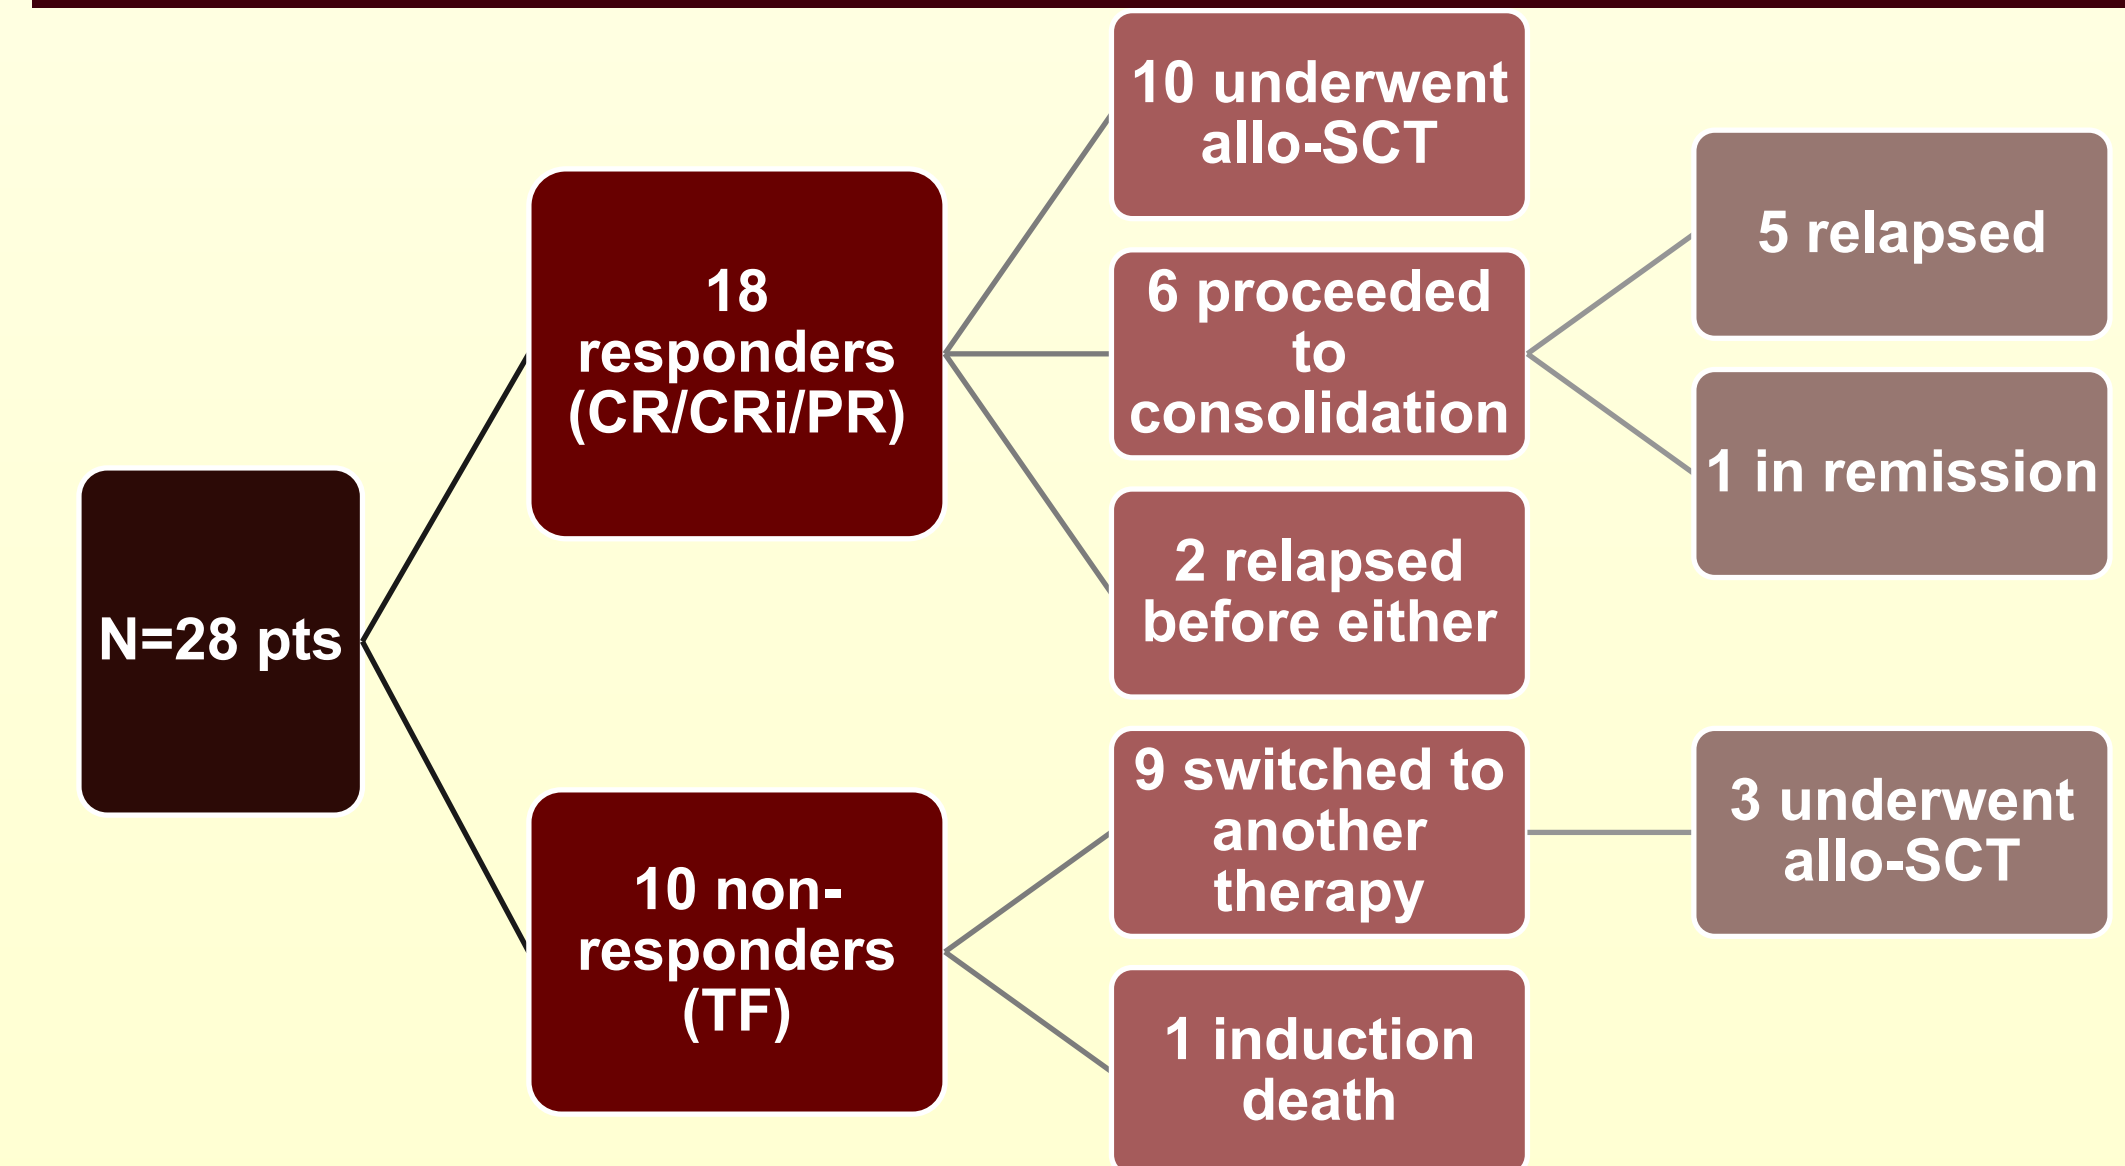 N=28 pts
18
responders
(CR/CRi/PR)
10 underwent
allo-SCT
6 proceeded
to
consolidation
5 relapsed
1 in remission
2 relapsed
before either
10 non-
responders
(TF)
9 switched to
another
therapy
3 underwent
allo-SCT
1 induction
death